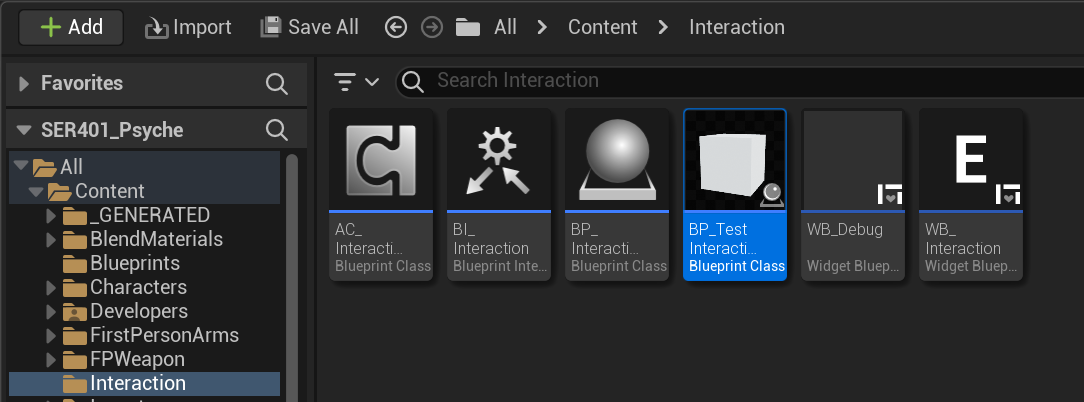 Add
Import
Save All
All
Content
Interaction
Favorites
Search Interaction
SER401_Psyche
All
Content
_GENERATED
BlendMaterials
Blueprints
Characters
Developers
FirstPersonArms
FPWeapon
Interaction
AC_
Interacti...
Blueprint Class
BI_
Interaction
Blueprint Inte...
BP_
Interacti...
Blueprint Class
BP_Test
Interacti...
Blueprint Class
WB_Debug
Widget Bluep...
E
WB_
Interaction
Widget Bluep...